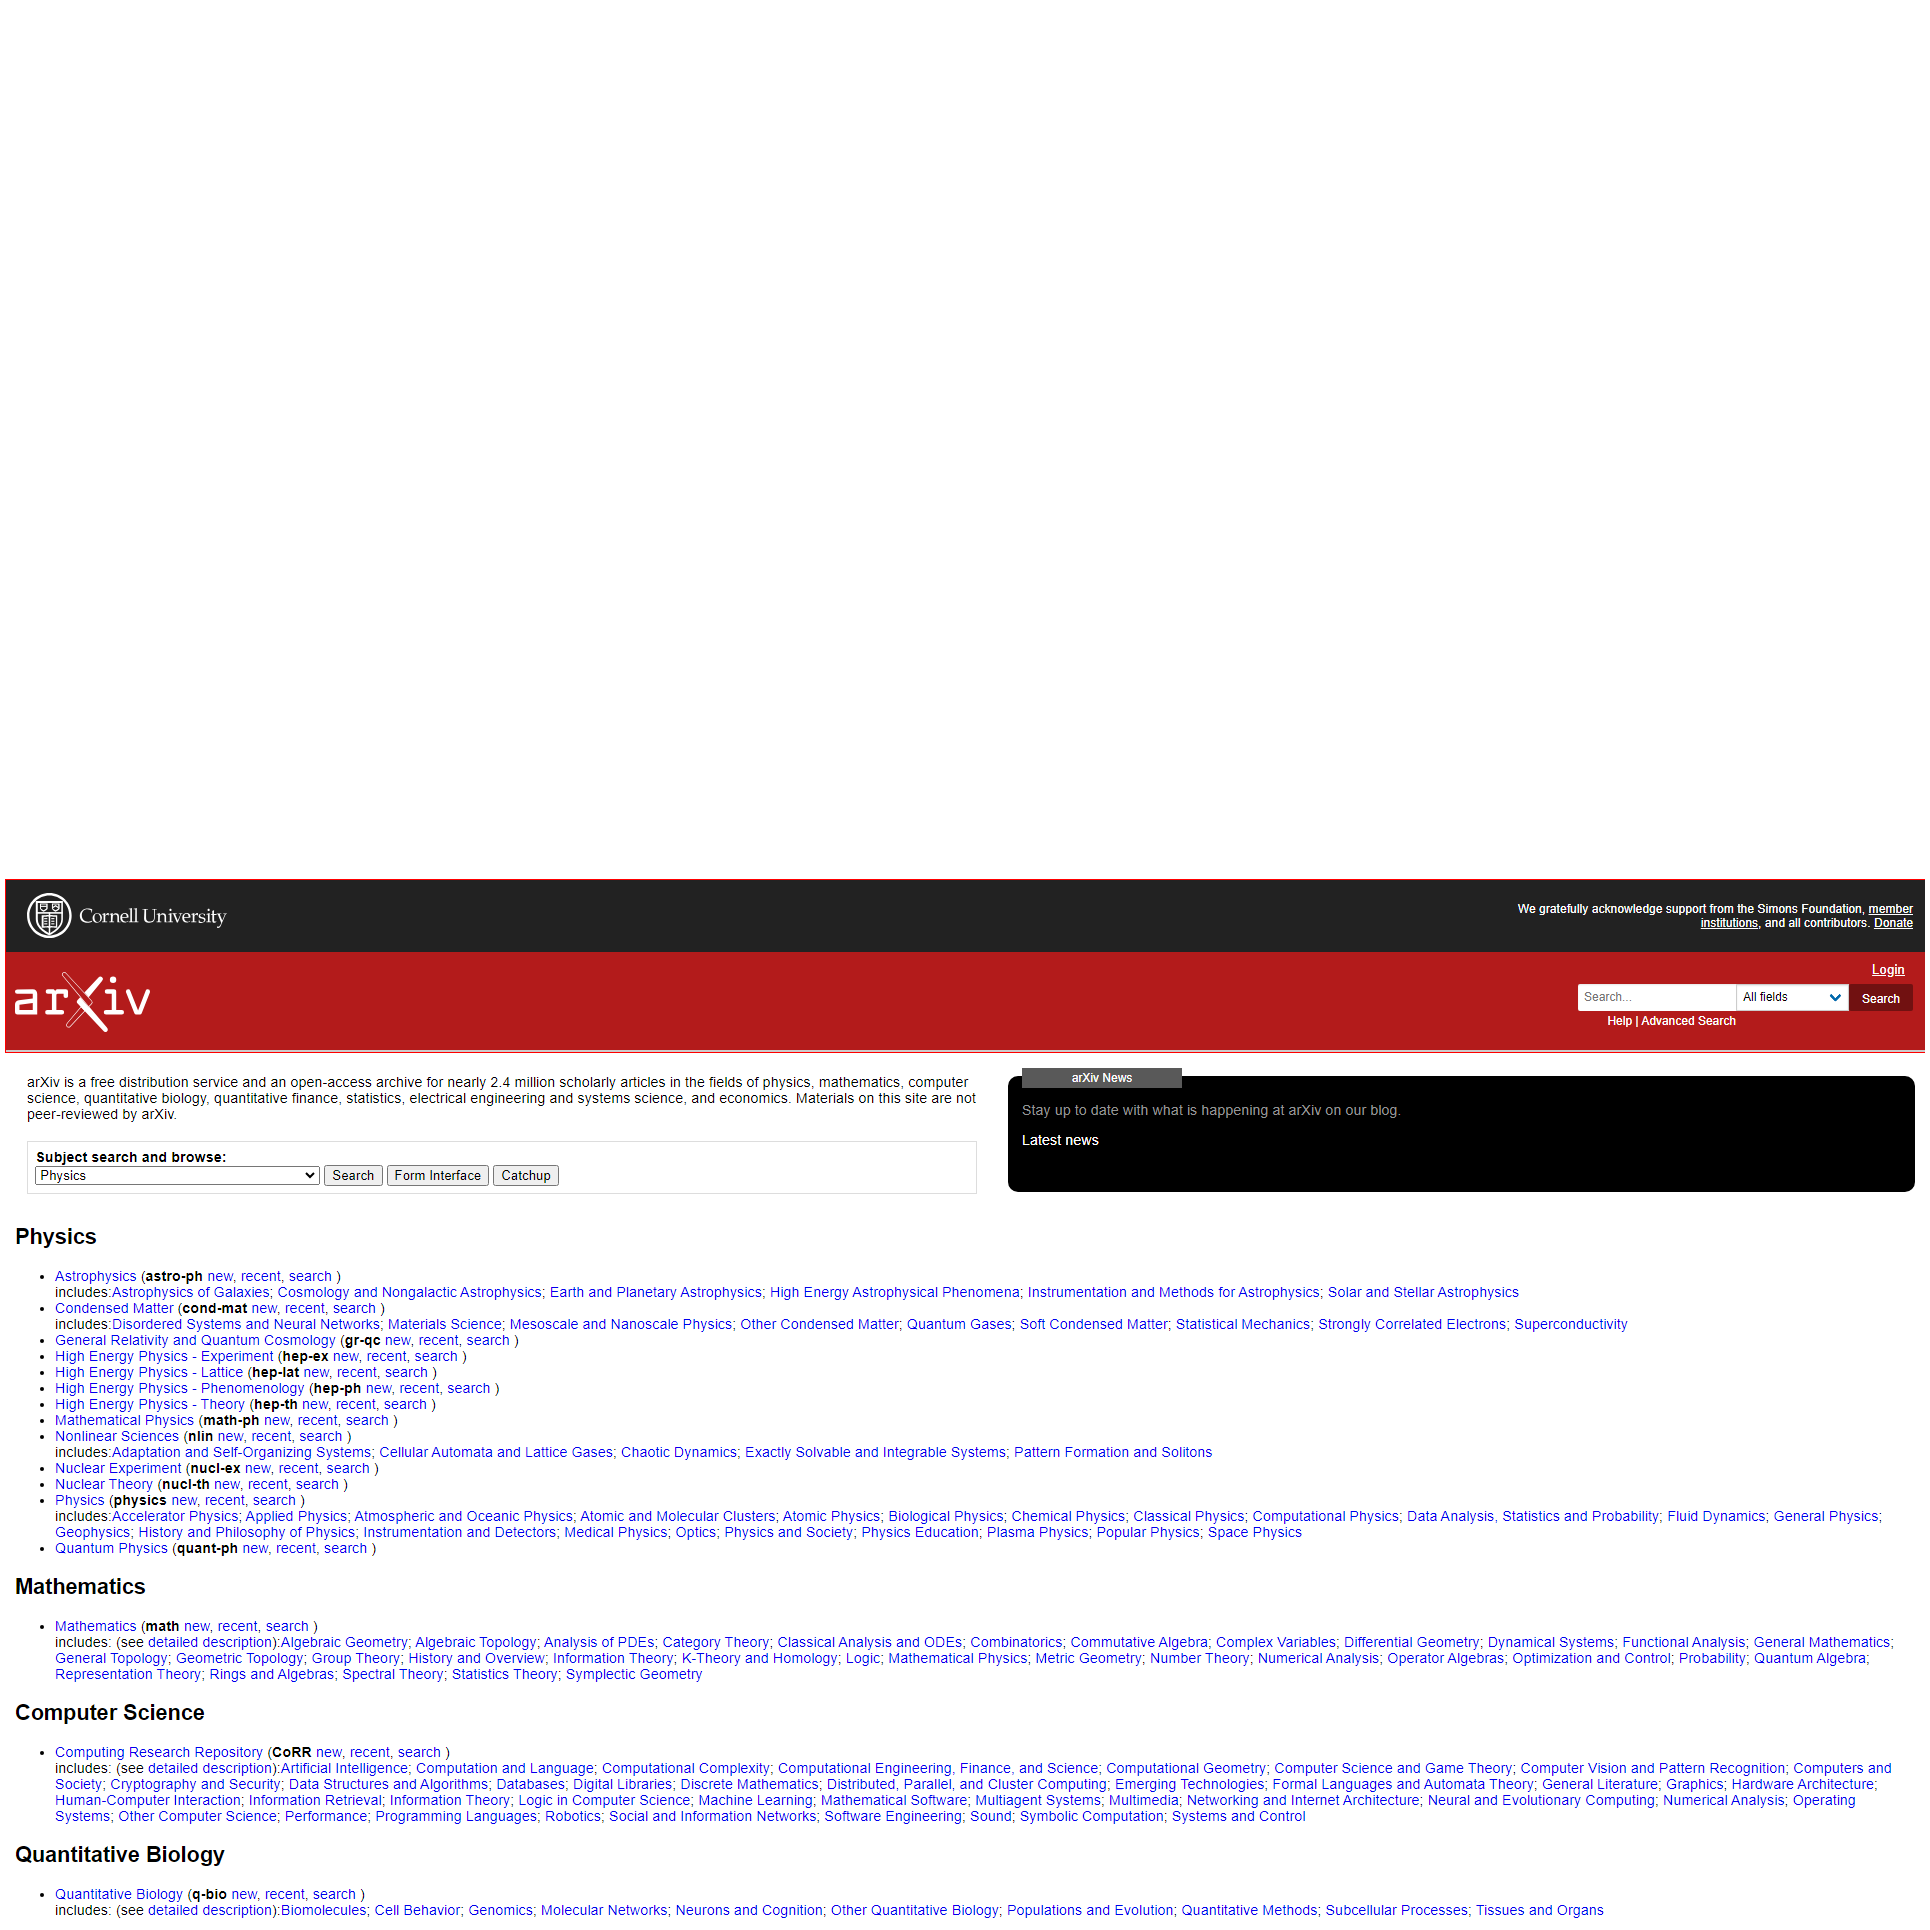 Cornell University
We gratefully acknowledge support from the Simons Foundation, member
institutions, and all contributors. Donate
arXiv
Login
Search... All fields Search
Help | Advanced Search
arXiv is a free distribution service and an open-access archive for nearly 2.4 million scholarly articles in the fields of physics, mathematics, computer
science, quantitative biology, quantitative finance, statistics, electrical engineering and systems science, and economics. Materials on this site are not
peer-reviewed by arXiv.
Subject search and browse:
Physics Search Form Interface Catchup
arXiv News
Stay up to date with what is happening at arXiv on our blog.
Latest news
Physics
Astrophysics (astro-ph new, recent, search )
includes:Astrophysics of Galaxies; Cosmology and Nongalactic Astrophysics; Earth and Planetary Astrophysics; High Energy Astrophysical Phenomena; Instrumentation and Methods for Astrophysics; Solar and Stellar Astrophysics
Condensed Matter (cond-mat new, recent, search )
includes:Disordered Systems and Neural Networks; Materials Science; Mesoscale and Nanoscale Physics; Other Condensed Matter; Quantum Gases; Soft Condensed Matter; Statistical Mechanics; Strongly Correlated Electrons; Superconductivity
General Relativity and Quantum Cosmology (gr-qc new, recent, search )
High Energy Physics - Experiment (hep-ex new, recent, search )
High Energy Physics - Lattice (hep-lat new, recent, search )
High Energy Physics - Phenomenology (hep-ph new, recent, search )
High Energy Physics - Theory (hep-th new, recent, search )
Mathematical Physics (math-ph new, recent, search )
Nonlinear Sciences (nlin new, recent, search )
includes:Adaptation and Self-Organizing Systems; Cellular Automata and Lattice Gases; Chaotic Dynamics; Exactly Solvable and Integrable Systems; Pattern Formation and Solitons
Nuclear Experiment (nucl-ex new, recent, search )
Nuclear Theory (nucl-th new, recent, search )
Physics (physics new, recent, search )
includes:Accelerator Physics; Applied Physics; Atmospheric and Oceanic Physics; Atomic and Molecular Clusters; Atomic Physics; Biological Physics; Chemical Physics; Classical Physics; Computational Physics; Data Analysis, Statistics and Probability; Fluid Dynamics; General Physics;
Geophysics; History and Philosophy of Physics; Instrumentation and Detectors; Medical Physics; Optics; Physics and Society; Physics Education; Plasma Physics; Popular Physics; Space Physics
Quantum Physics (quant-ph new, recent, search )
Mathematics
Mathematics (math new, recent, search )
includes: (see detailed description):Algebraic Geometry; Algebraic Topology; Analysis of PDEs; Category Theory; Classical Analysis and ODEs; Combinatorics; Commutative Algebra; Complex Variables; Differential Geometry; Dynamical Systems; Functional Analysis; General Mathematics;
General Topology; Geometric Topology; Group Theory; History and Overview; Information Theory; K-Theory and Homology; Logic; Mathematical Physics; Metric Geometry; Number Theory; Numerical Analysis; Operator Algebras; Optimization and Control; Probability; Quantum Algebra;
Representation Theory; Rings and Algebras; Spectral Theory; Statistics Theory; Symplectic Geometry
Computer Science
Computing Research Repository (CoRR new, recent, search )
includes: (see detailed description):Artificial Intelligence; Computation and Language; Computational Complexity; Computational Engineering, Finance, and Science; Computational Geometry; Computer Science and Game Theory; Computer Vision and Pattern Recognition; Computers and
Society; Cryptography and Security; Data Structures and Algorithms; Databases; Digital Libraries; Discrete Mathematics; Distributed, Parallel, and Cluster Computing; Emerging Technologies; Formal Languages and Automata Theory; General Literature; Graphics; Hardware Architecture;
Human-Computer Interaction; Information Retrieval; Information Theory; Logic in Computer Science; Machine Learning; Mathematical Software; Multiagent Systems; Multimedia; Networking and Internet Architecture; Neural and Evolutionary Computing; Numerical Analysis; Operating
Systems; Other Computer Science; Performance; Programming Languages; Robotics; Social and Information Networks; Software Engineering; Sound; Symbolic Computation; Systems and Control
Quantitative Biology
Quantitative Biology (q-bio new, recent, search )
includes: (see detailed description):Biomolecules; Cell Behavior; Genomics; Molecular Networks; Neurons and Cognition; Other Quantitative Biology; Populations and Evolution; Quantitative Methods; Subcellular Processes; Tissues and Organs